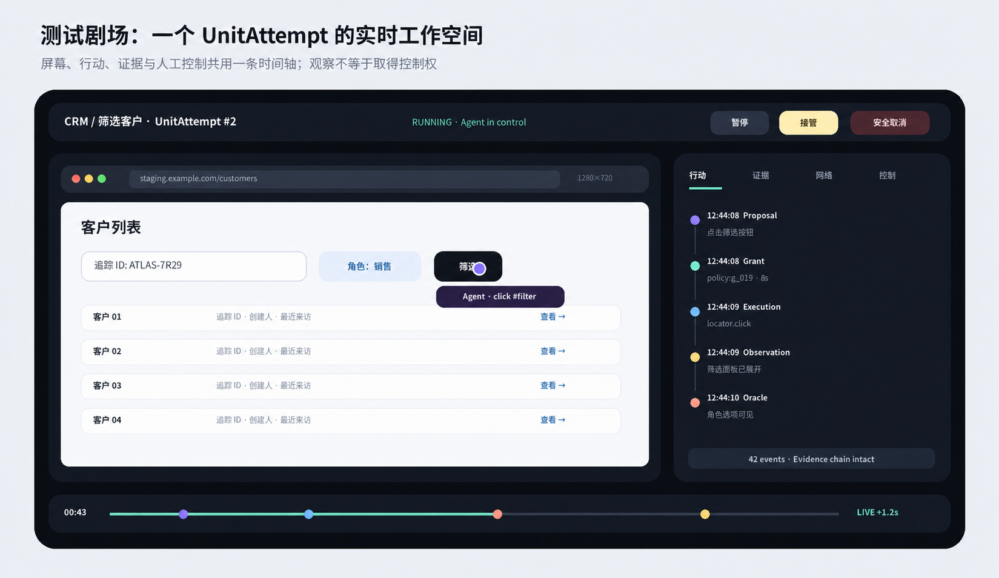 测试剧场：一个 UnitAttempt 的实时工作空间
屏幕、行动、证据与人工控制共用一条时间轴；观察不等于取得控制权
CRM / 筛选客户 · UnitAttempt #2
RUNNING · Agent in control
暂停
接管
安全取消
staging.example.com/customers
1280×720
客户列表
追踪 ID: ATLAS-7R29
角色：销售
筛选
Agent · click #filter
客户 01 追踪 ID · 创建人 · 最近来访 查看 →
客户 02 追踪 ID · 创建人 · 最近来访 查看 →
客户 03 追踪 ID · 创建人 · 最近来访 查看 →
客户 04 追踪 ID · 创建人 · 最近来访 查看 →
行动 证据 网络 控制
12:44:08 Proposal
点击筛选按钮
12:44:08 Grant
policy:g_019 · 8s
12:44:09 Execution
locator.click
12:44:09 Observation
筛选面板已展开
12:44:10 Oracle
角色选项可见
42 events · Evidence chain intact
00:43
LIVE +1.2s